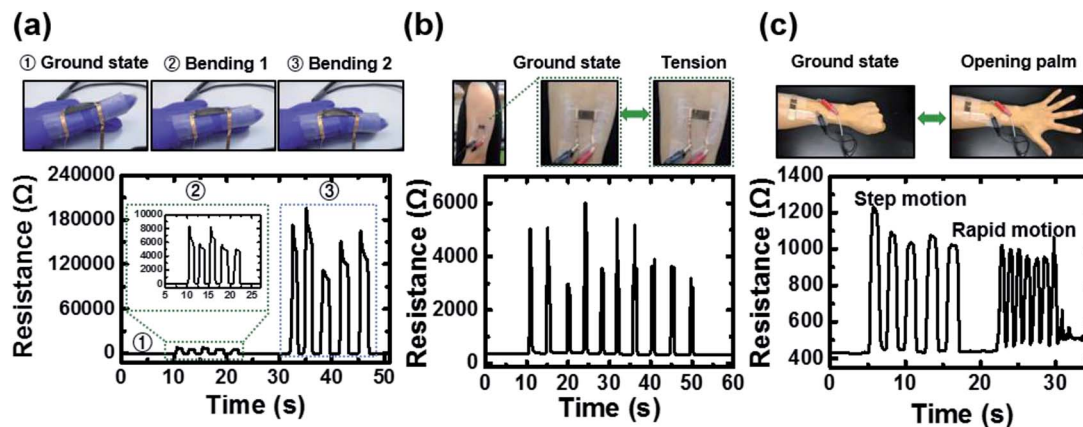 (a)
① Ground state ② Bending 1 ③ Bending 2
240000
180000
120000
60000
0
Resistance (Ω)
②
③
①
10000
8000
6000
4000
2000
0
5 10 15 20 25
0 10 20 30 40 50
Time (s)
(b)
Ground state Tension
6000
4000
2000
0
Resistance (Ω)
0 10 20 30 40 50 60
Time (s)
(c)
Ground state Opening palm
1400
1200
1000
800
600
400
Resistance (Ω)
Step motion
Rapid motion
0 10 20 30
Time (s)